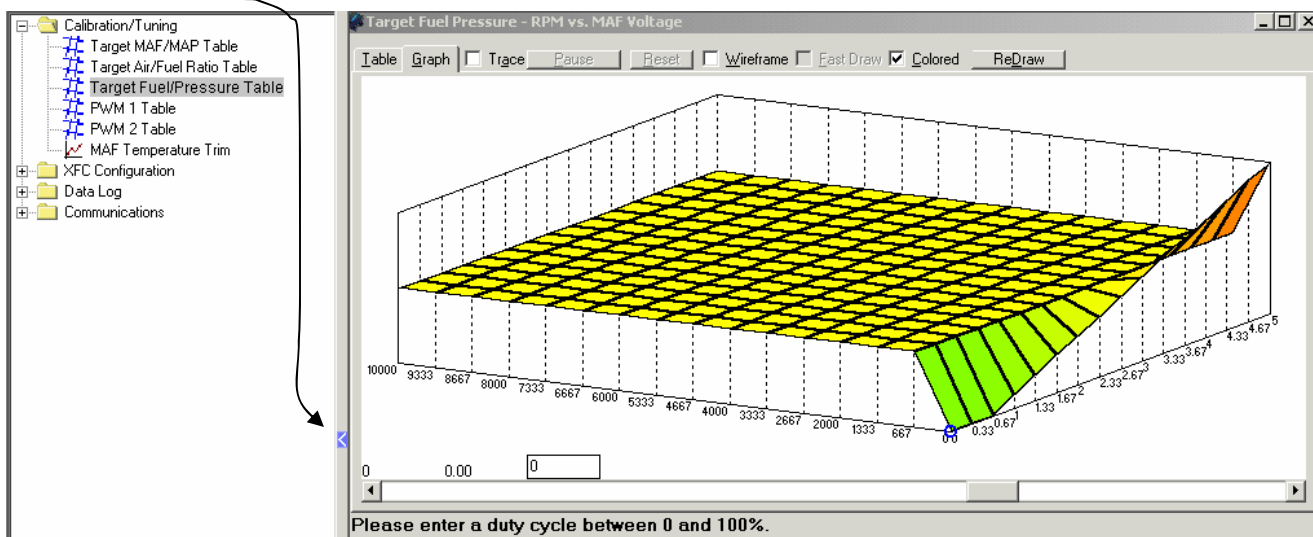 Calibration/Tuning
Target MAF/MAP Table
Target Air/Fuel Ratio Table
Target Fuel/Pressure Table
PWM 1 Table
PWM 2 Table
MAF Temperature Trim
XFC Configuration
Data Log
Communications
Target Fuel Pressure - RPM vs. MAF Voltage
Table Graph Trace Pause Reset Wireframe Fast Draw Colored ReDraw
10000 9333 8667 8000 7333 6667 6000 5333 4667 4000 3333 2667 2000 1333 667 0.0
0.33 0.67 1 1.33 1.67 2 2.33 2.67 3 3.33 3.67 4 4.33 4.67 5
0 0.00 0
Please enter a duty cycle between 0 and 100%.